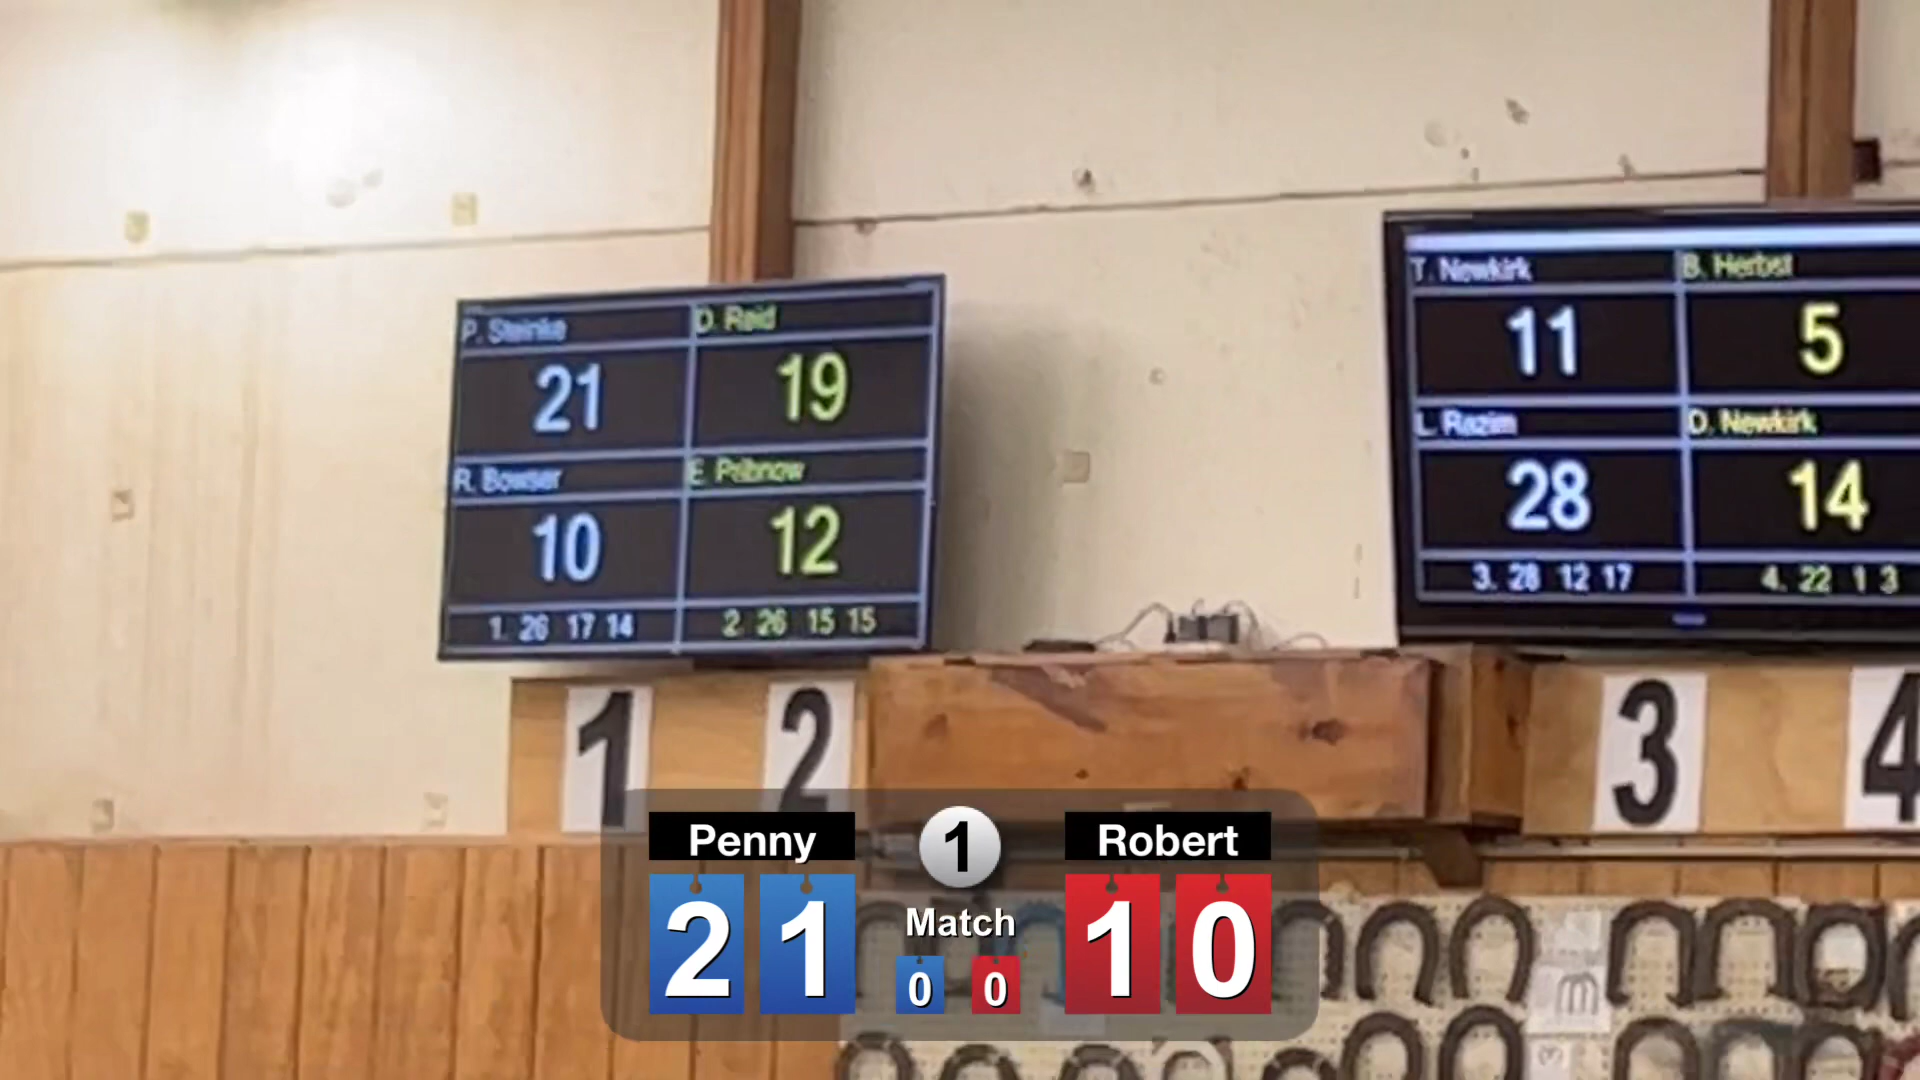 P. Steinke D. Reid
21 19
R. Bowser E. Pribnow
10 12
1. 26 17 14 2. 26 15 15
T. Newkirk B. Herbst
11 5
L. Razim D. Newkirk
28 14
3. 28 12 17 4. 22 1 3
1 2 3 4
Penny 1 Robert
21 Match 10
0 0